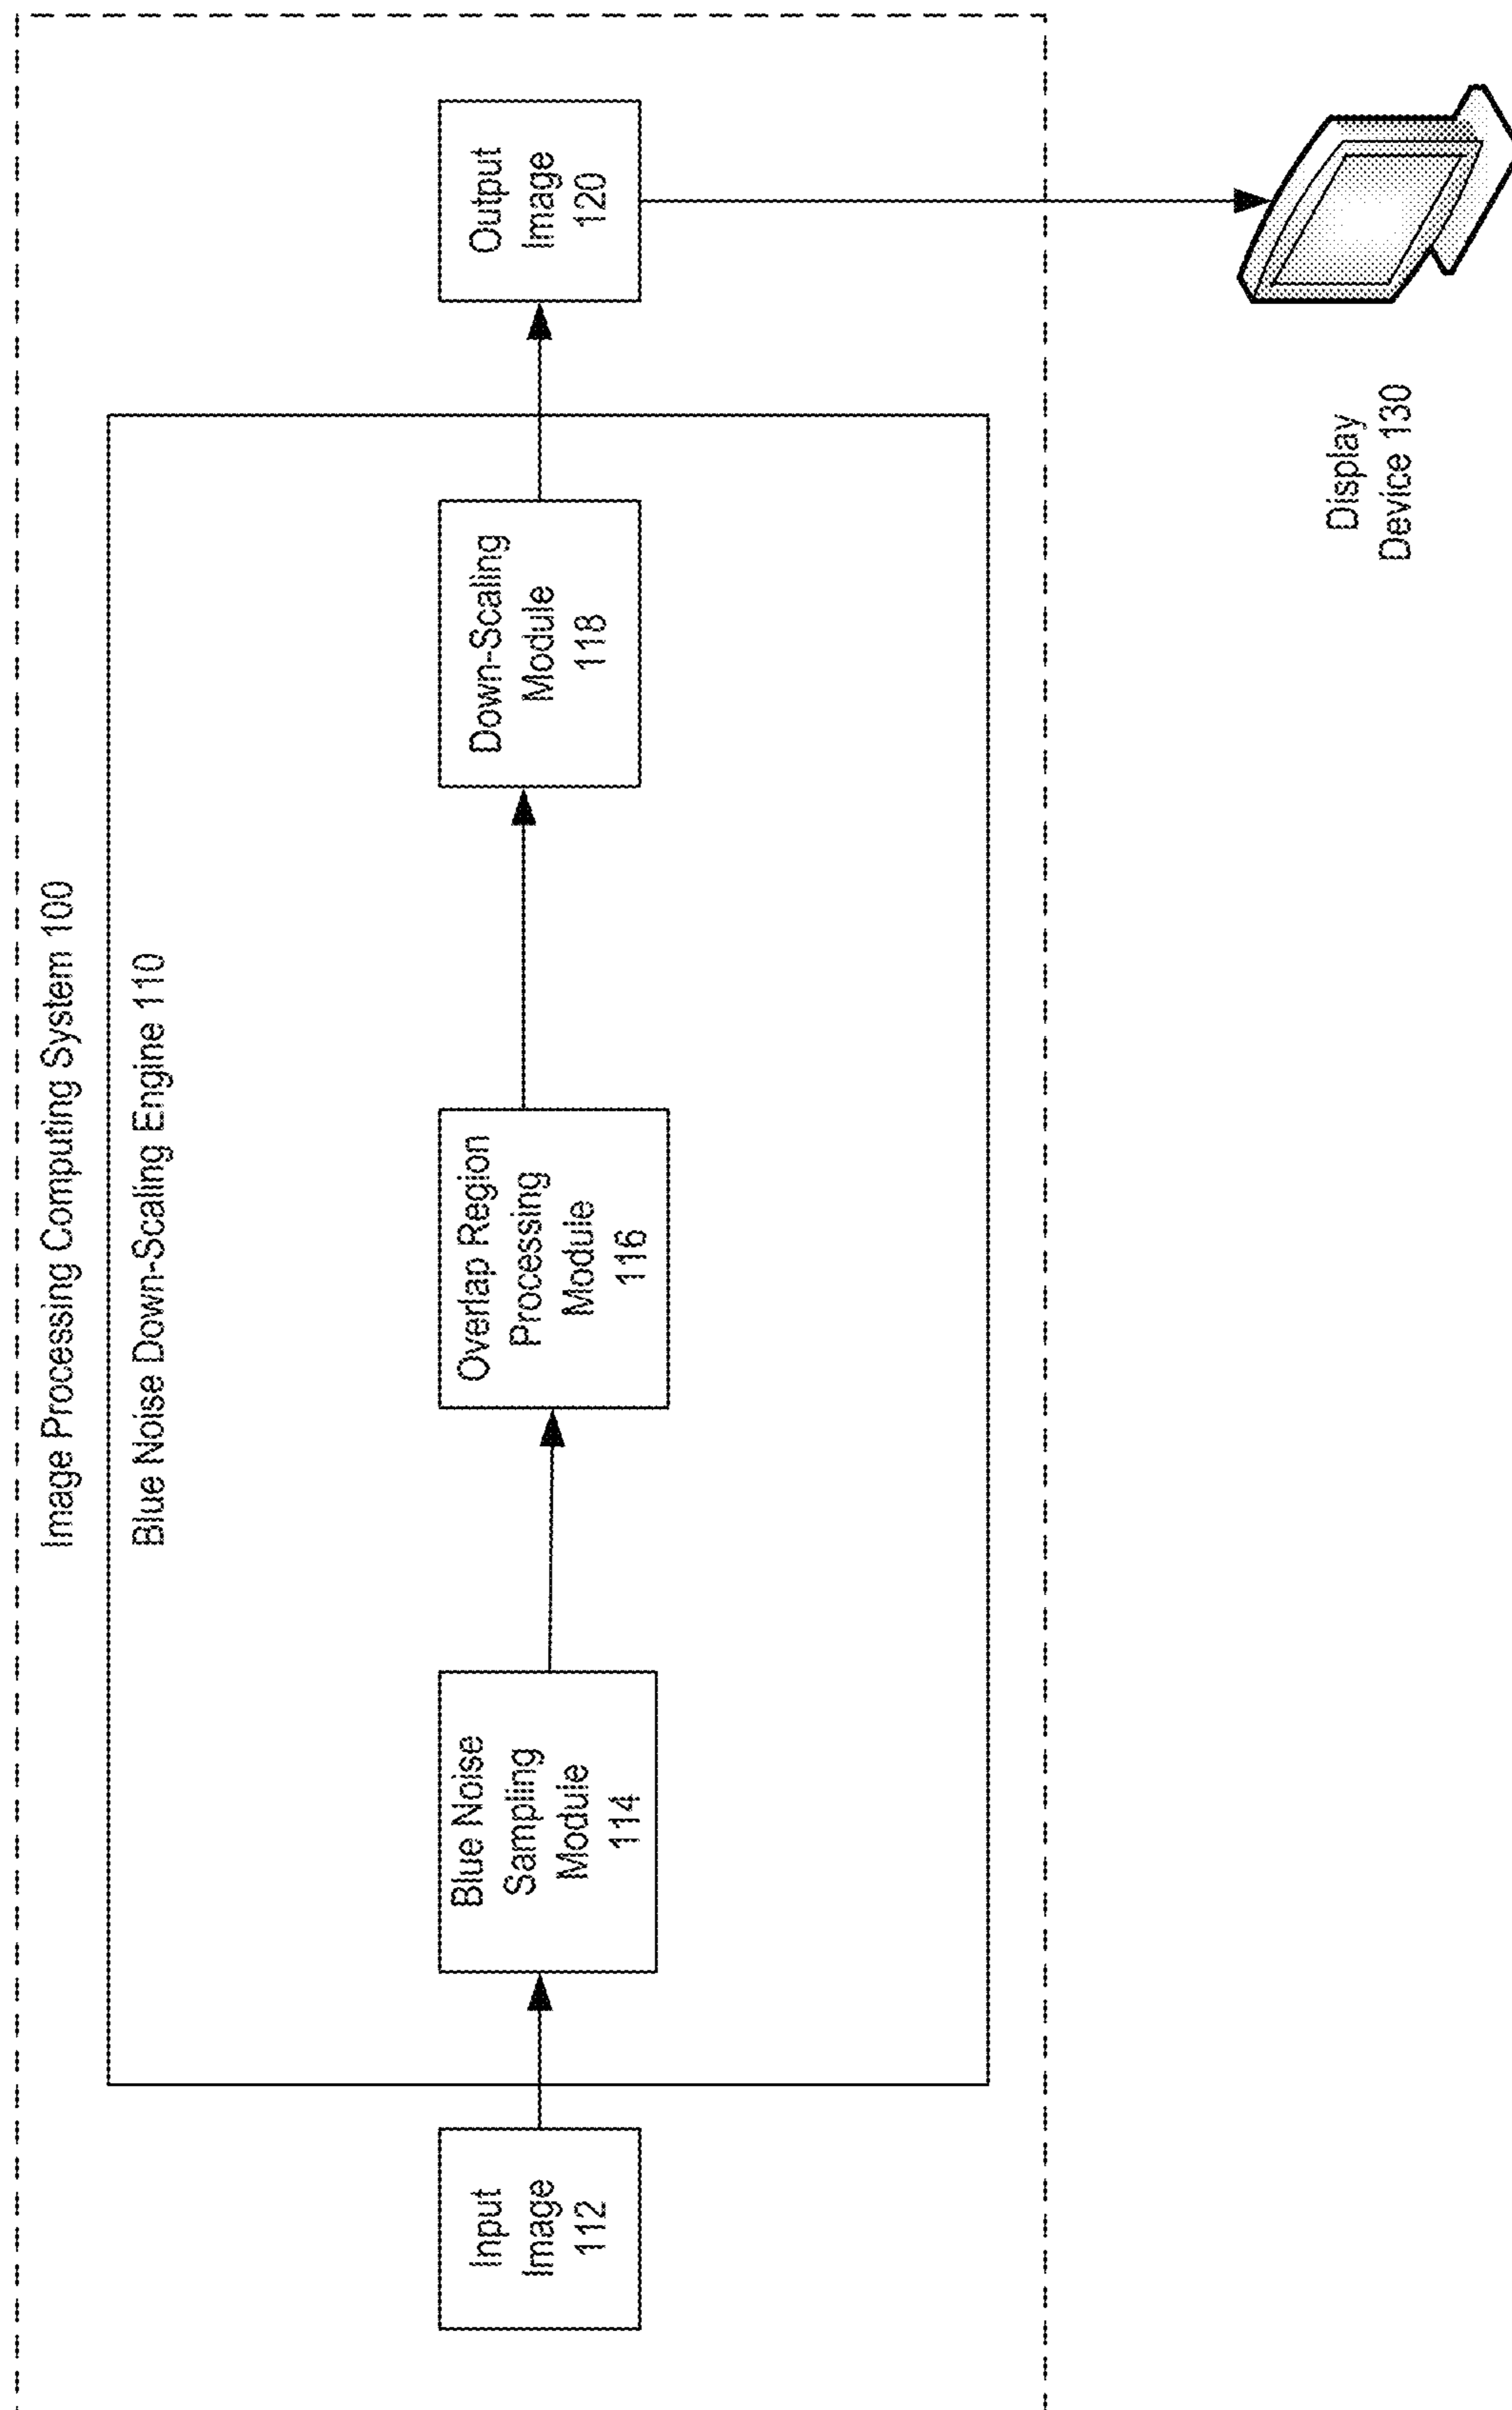 Image Processing Computing System 100
Blue Noise Down-Scaling Engine 110
Input
Image
112
Blue Noise
Sampling
Module
114
Overlap Region
Processing
Module
116
Down-Scaling
Module
118
Output
Image
120
Display
Device 130